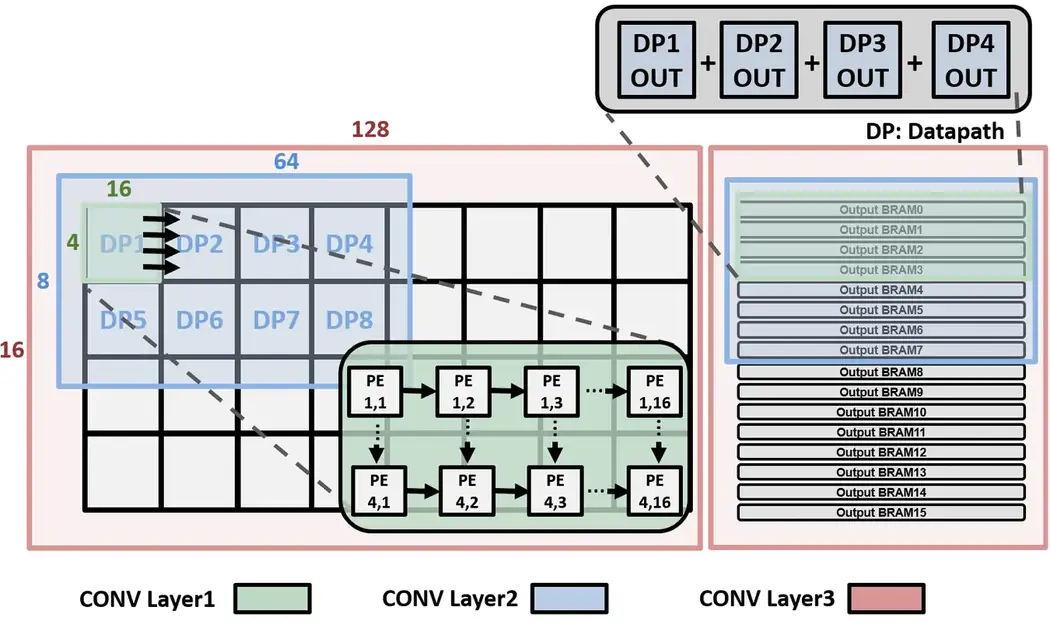 DP1 OUT + DP2 OUT + DP3 OUT + DP4 OUT
DP: Datapath
128
64
16
4
8
16
DP1 DP2 DP3 DP4
DP5 DP6 DP7 DP8
PE 1,1 PE 1,2 PE 1,3 PE 1,16
PE 4,1 PE 4,2 PE 4,3 PE 4,16
Output BRAM0
Output BRAM1
Output BRAM2
Output BRAM3
Output BRAM4
Output BRAM5
Output BRAM6
Output BRAM7
Output BRAM8
Output BRAM9
Output BRAM10
Output BRAM11
Output BRAM12
Output BRAM13
Output BRAM14
Output BRAM15
CONV Layer1 CONV Layer2 CONV Layer3